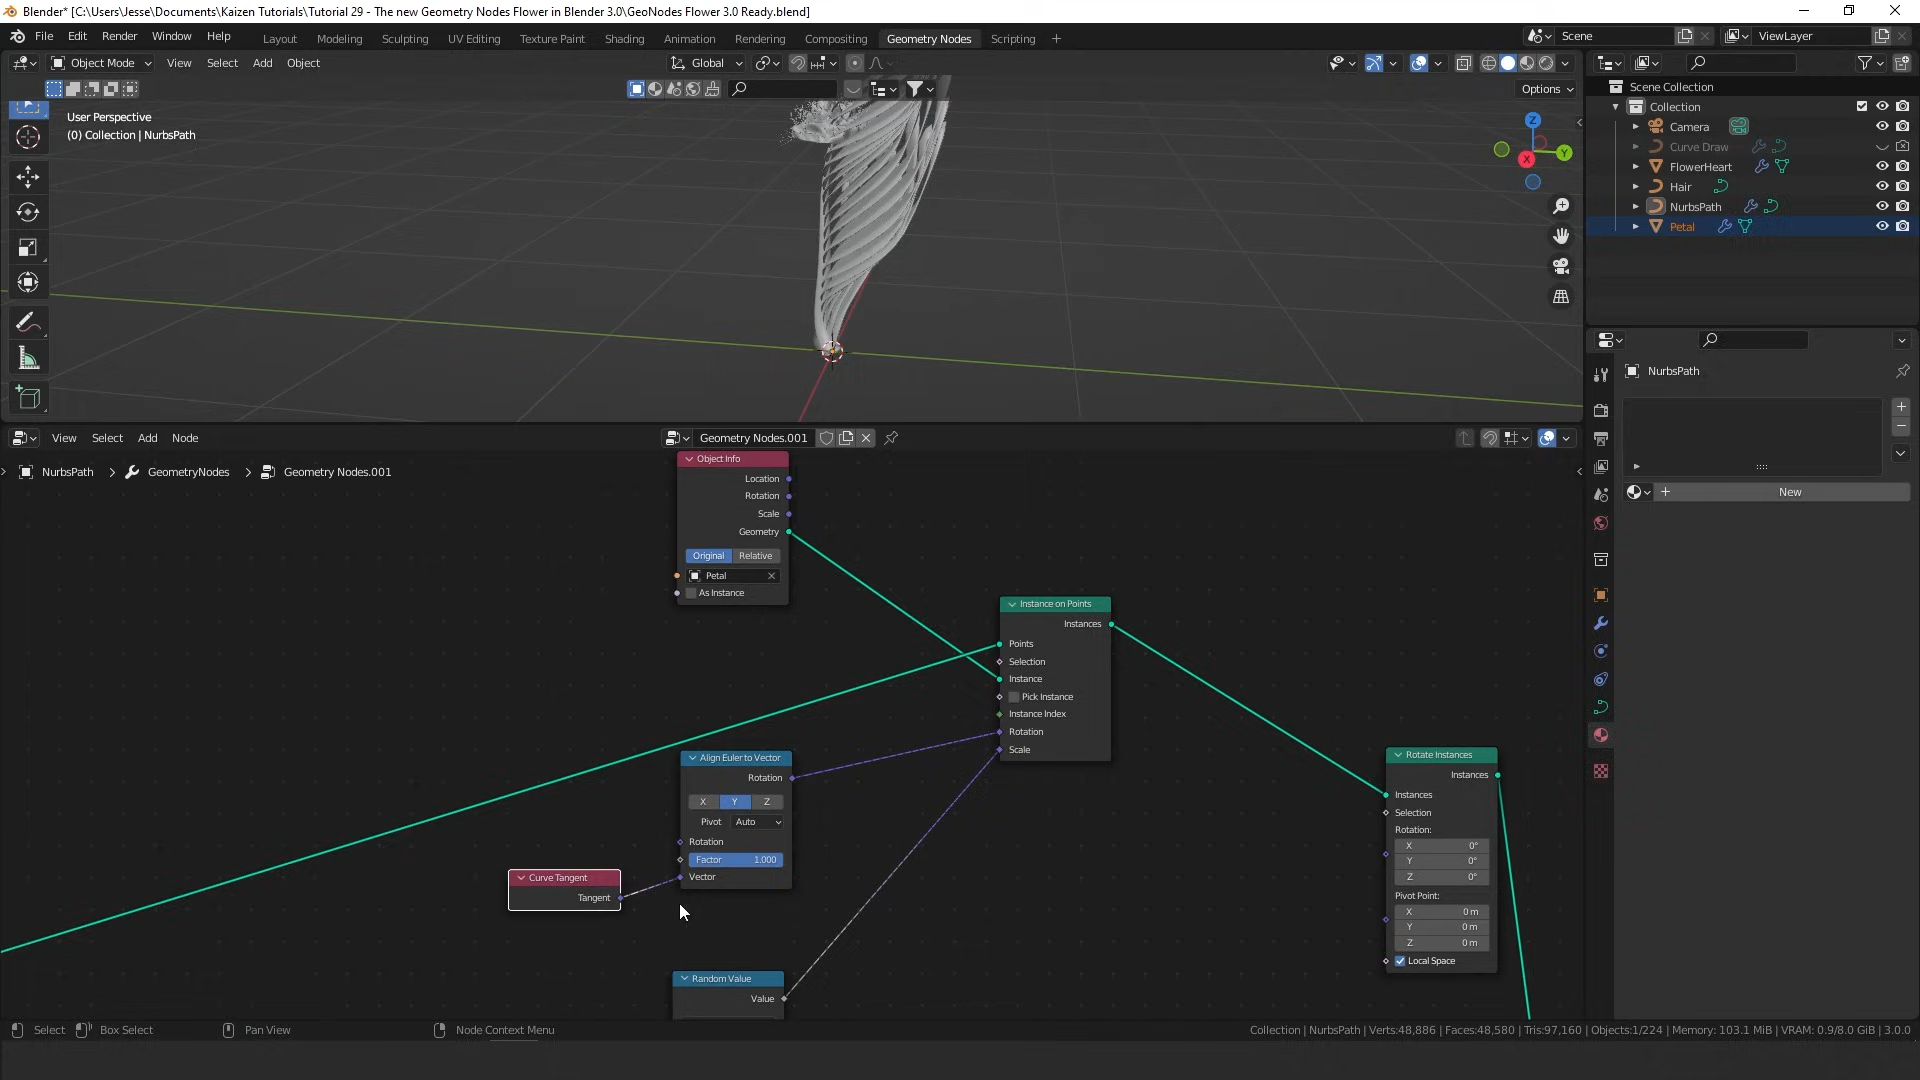 Blender* [C:\Users\Jesse\Documents\Kaizen Tutorials\Tutorial 29 - The new Geometry Nodes Flower in Blender 3.0\GeoNodes Flower 3.0 Ready.blend]
File Edit Render Window Help Layout Modeling Sculpting UV Editing Texture Paint Shading Animation Rendering Compositing Geometry Nodes Scripting + Scene ViewLayer
Object Mode View Select Add Object Global
Options
User Perspective
(0) Collection | NurbsPath
Z
Y
X
Scene Collection
Collection
Camera
Curve Draw
FlowerHeart
Hair
NurbsPath
Petal
NurbsPath
New
View Select Add Node Geometry Nodes.001
NurbsPath > GeometryNodes > Geometry Nodes.001
Object Info
Location
Rotation
Scale
Geometry
Original Relative
Petal
As Instance
Instance on Points
Instances
Points
Selection
Instance
Pick Instance
Instance Index
Rotation
Scale
Align Euler to Vector
Rotation
X Y Z
Pivot Auto
Rotation
Factor 1.000
Vector
Curve Tangent
Tangent
Random Value
Value
Rotate Instances
Instances
Instances
Selection
Rotation:
X 0°
Y 0°
Z 0°
Pivot Point:
X 0 m
Y 0 m
Z 0 m
Local Space
Select Box Select Pan View Node Context Menu Collection | NurbsPath | Verts:48,886 | Faces:48,580 | Tris:97,160 | Objects:1/224 | Memory: 103.1 MiB | VRAM: 0.9/8.0 GiB | 3.0.0